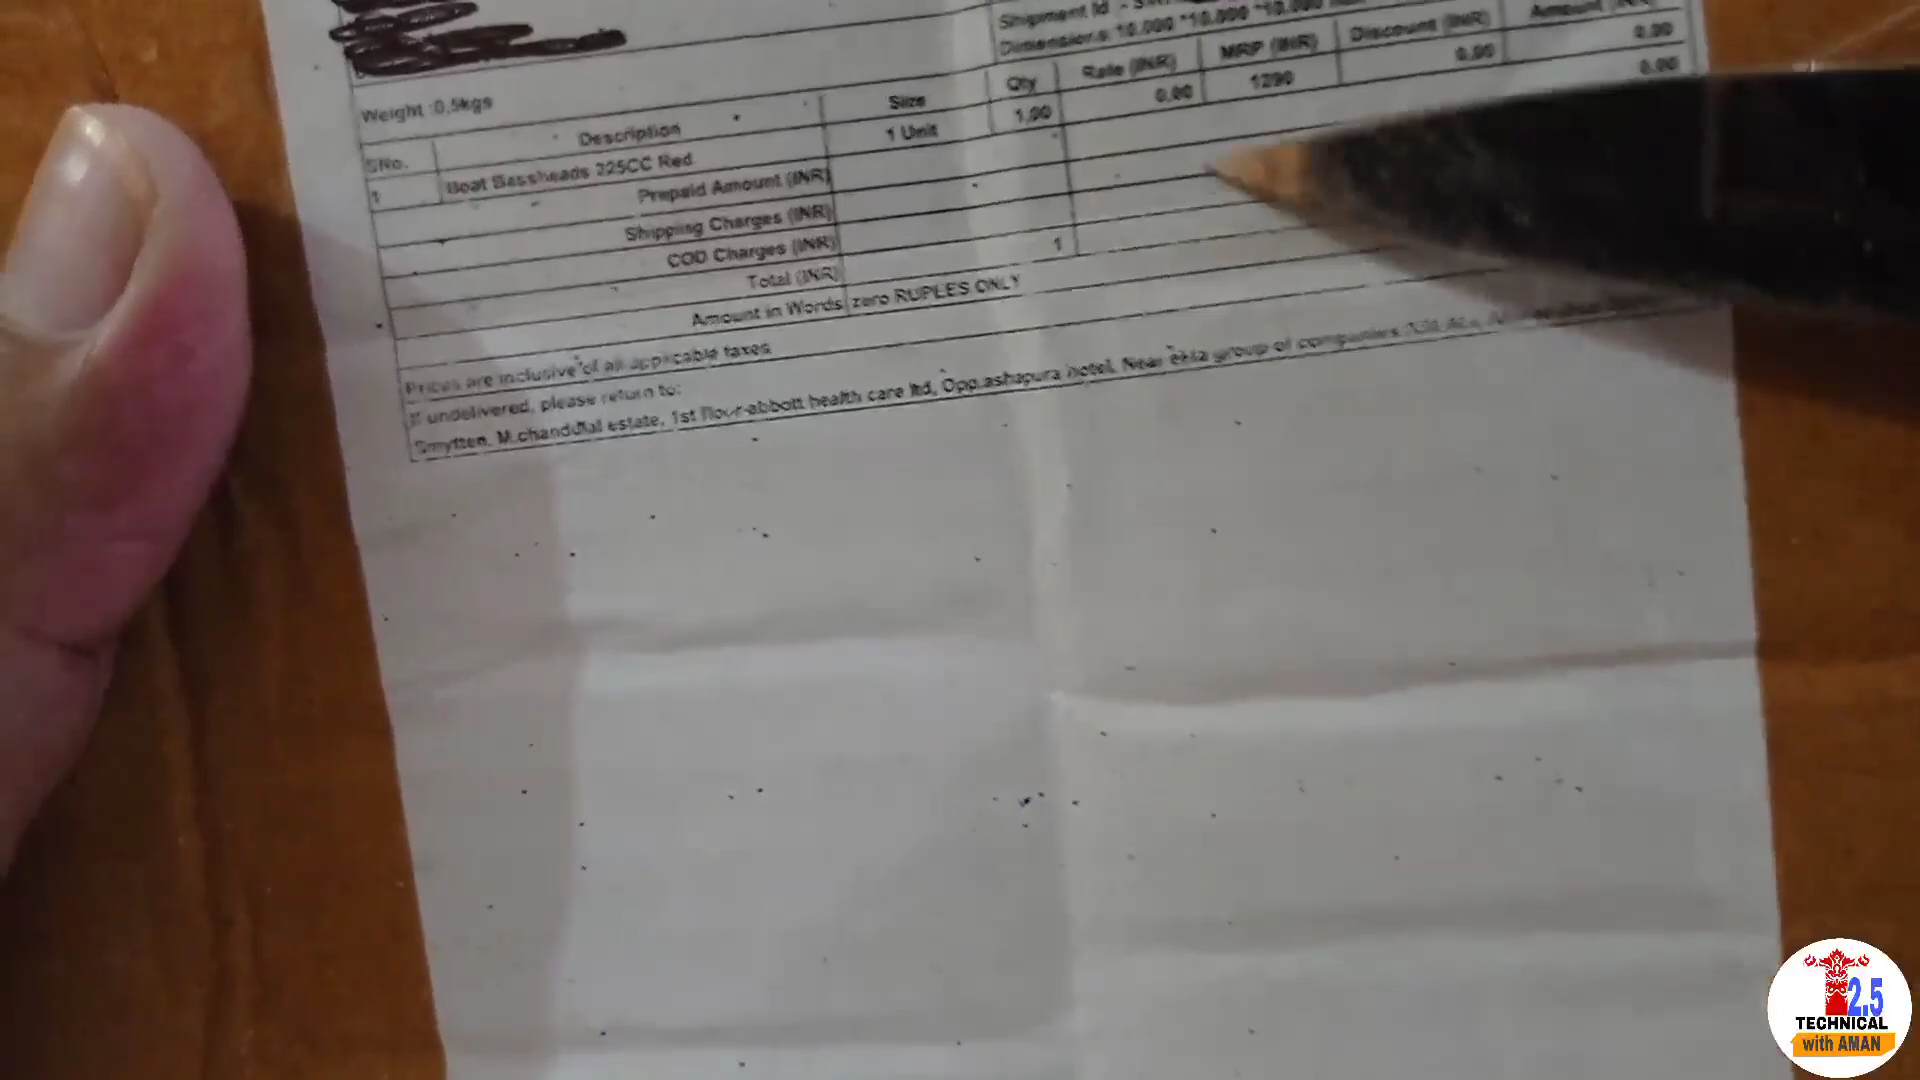 Shipment Id -
Dimensions 10.000 *10.000 *10.000
Weight :0.5kgs
SNo. Description Size Qty Rate (INR) MRP (INR) Discount (INR) Amount (INR)
1 Boat Bassheads 225CC Red 1 Unit 1.00 0.00 1290 0.00 0.00
Prepaid Amount (INR) 0.00
Shipping Charges (INR)
COD Charges (INR)
Total (INR) 1
Amount in Words zero RUPEES ONLY
Prices are inclusive of all applicable taxes
If undelivered, please return to:
Smytten, M.chandulal estate, 1st flour-abbott health care ltd, Opp.ashapura hotel, Near ekta group of companies
2.5
TECHNICAL
with AMAN